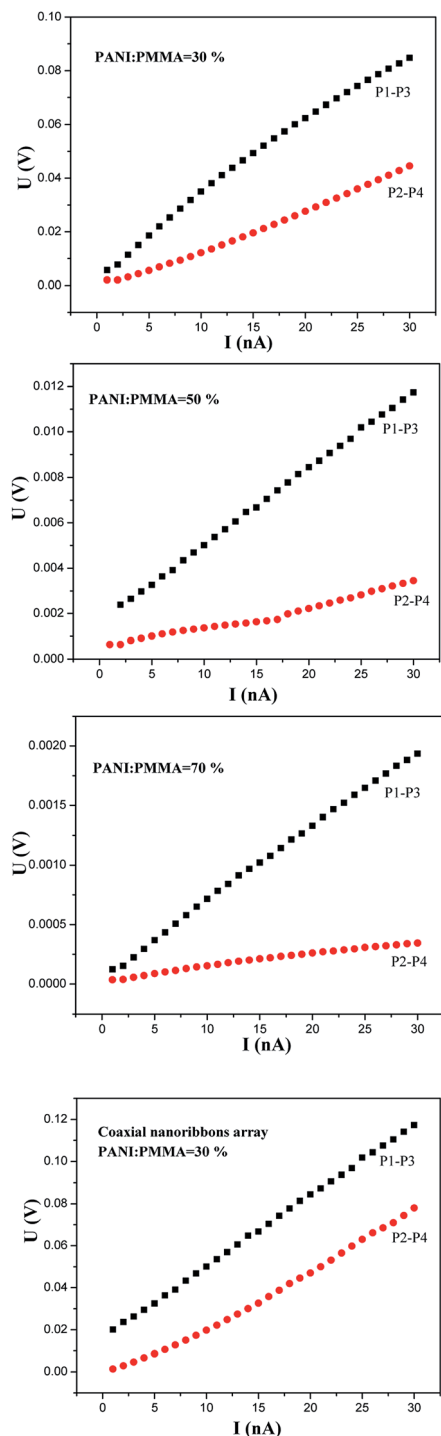 0.10
PANI:PMMA=30 %
0.08
P1-P3
0.06
U (V)
0.04
P2-P4
0.02
0.00
0 5 10 15 20 25 30
I (nA)
0.012
PANI:PMMA=50 %
0.010
P1-P3
0.008
U (V)
0.006
0.004
P2-P4
0.002
0.000
0 5 10 15 20 25 30
I (nA)
0.0020
PANI:PMMA=70 %
P1-P3
0.0015
U (V)
0.0010
0.0005
P2-P4
0.0000
0 5 10 15 20 25 30
I (nA)
0.12
Coaxial nanoribbons array
PANI:PMMA=30 %
P1-P3
0.10
0.08
P2-P4
U (V)
0.06
0.04
0.02
0.00
0 5 10 15 20 25 30
I (nA)